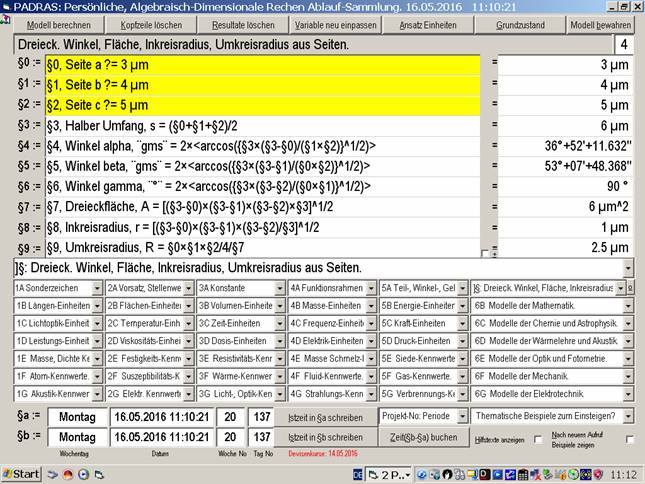 PADRAS: Persönliche, Algebraisch-Dimensionale Rechen Ablauf-Sammlung. 16.05.2016 11:10:21
Modell berechnen Kopfzeile löschen Resultate löschen Variable neu einpassen Ansatz Einheiten Grundzustand Modell bewahren
Dreieck. Winkel, Fläche, Inkreisradius, Umkreisradius aus Seiten. 4
§0 := §0, Seite a ?= 3 µm = 3 µm
§1 := §1, Seite b ?= 4 µm = 4 µm
§2 := §2, Seite c ?= 5 µm = 5 µm
§3 := §3, Halber Umfang, s = (§0+§1+§2)/2 = 6 µm
§4 := §4, Winkel alpha, ¨gms¨ = 2×<arccos({§3×(§3-§0)/(§1×§2)}^1/2)> = 36°+52'+11.632"
§5 := §5, Winkel beta, ¨gms¨ = 2×<arccos({§3×(§3-§1)/(§0×§2)}^1/2)> = 53°+07'+48.368"
§6 := §6, Winkel gamma, ¨°¨ = 2×<arccos({§3×(§3-§2)/(§0×§1)}^1/2)> = 90 °
§7 := §7, Dreieckfläche, A = [(§3-§0)×(§3-§1)×(§3-§2)×§3]^1/2 = 6 µm^2
§8 := §8, Inkreisradius, r = [(§3-§0)×(§3-§1)×(§3-§2)/§3]^1/2 = 1 µm
§9 := §9, Umkreisradius, R = §0×§1×§2/4/§7 = 2.5 µm
]§: Dreieck. Winkel, Fläche, Inkreisradius, Umkreisradius aus Seiten.
1A Sonderzeichen 2A Vorsatz, Stellenwe 3A Konstante 4A Funktionsrahmen 5A Teil-, Winkel-, Gel ]§: Dreieck. Winkel, Fläche, Inkreisradius
1B Längen-Einheiten 2B Flächen-Einheiten 3B Volumen-Einheite 4B Masse-Einheiten 5B Energie-Einheiten 6B Modelle der Mathematik.
1C Lichtoptik-Einheit 2C Temperatur-Einh 3C Zeit-Einheiten 4C Frequenz-Einheit 5C Kraft-Einheiten 6C Modelle der Chemie und Astrophysik.
1D Leistungs-Einheit 2D Viskositäts-Einhei 3D Dosis-Einheiten 4D Elektrik-Einheiten 5D Druck-Einheiten 6D Modelle der Wärmelehre und Akustik.
1E Masse, Dichte Ke 2E Festigkeits-Kenn 3E Resistivitäts-Kenr 4E Masse Schmelz-I 5E Siede-Kennwerte 6E Modelle der Optik und Fotometrie.
1F Atom-Kennwerte 2F Suszeptibilitäts-K 3F Wärme-Kennwert 4F Fluid-Kennwerte. 5F Gas-Kennwerte. 6F Modelle der Mechanik.
1G Akustik-Kennwer 2G Elektr. Kennwert 3G Licht-, Optik-Ken 4G Strahlungs-Kenn 5G Verbrennungs-K 6G Modelle der Elektrotechnik.
§a := Montag 16.05.2016 11:10:21 20 137 Istzeit in §a schreiben Projekt-No: Periode Thematische Beispiele zum Einsteigen?
§b := Montag 16.05.2016 11:10:21 20 137 Istzeit in §b schreiben Zeit(§b-§a) buchen Hilfstexte anzeigen Nach neuem Aufruf Beispiele zeigen
Wochentag Datum Woche No Tag No Devisenkurse: 14.05.2016
Start DE 2 P... 11:12